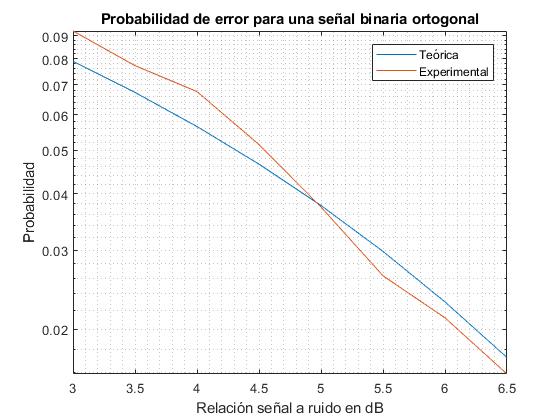 Probabilidad de error para una señal binaria ortogonal
0.09
0.08
0.07
0.06
0.05
0.04
0.03
0.02
Probabilidad
Teórica
Experimental
3 3.5 4 4.5 5 5.5 6 6.5
Relación señal a ruido en dB